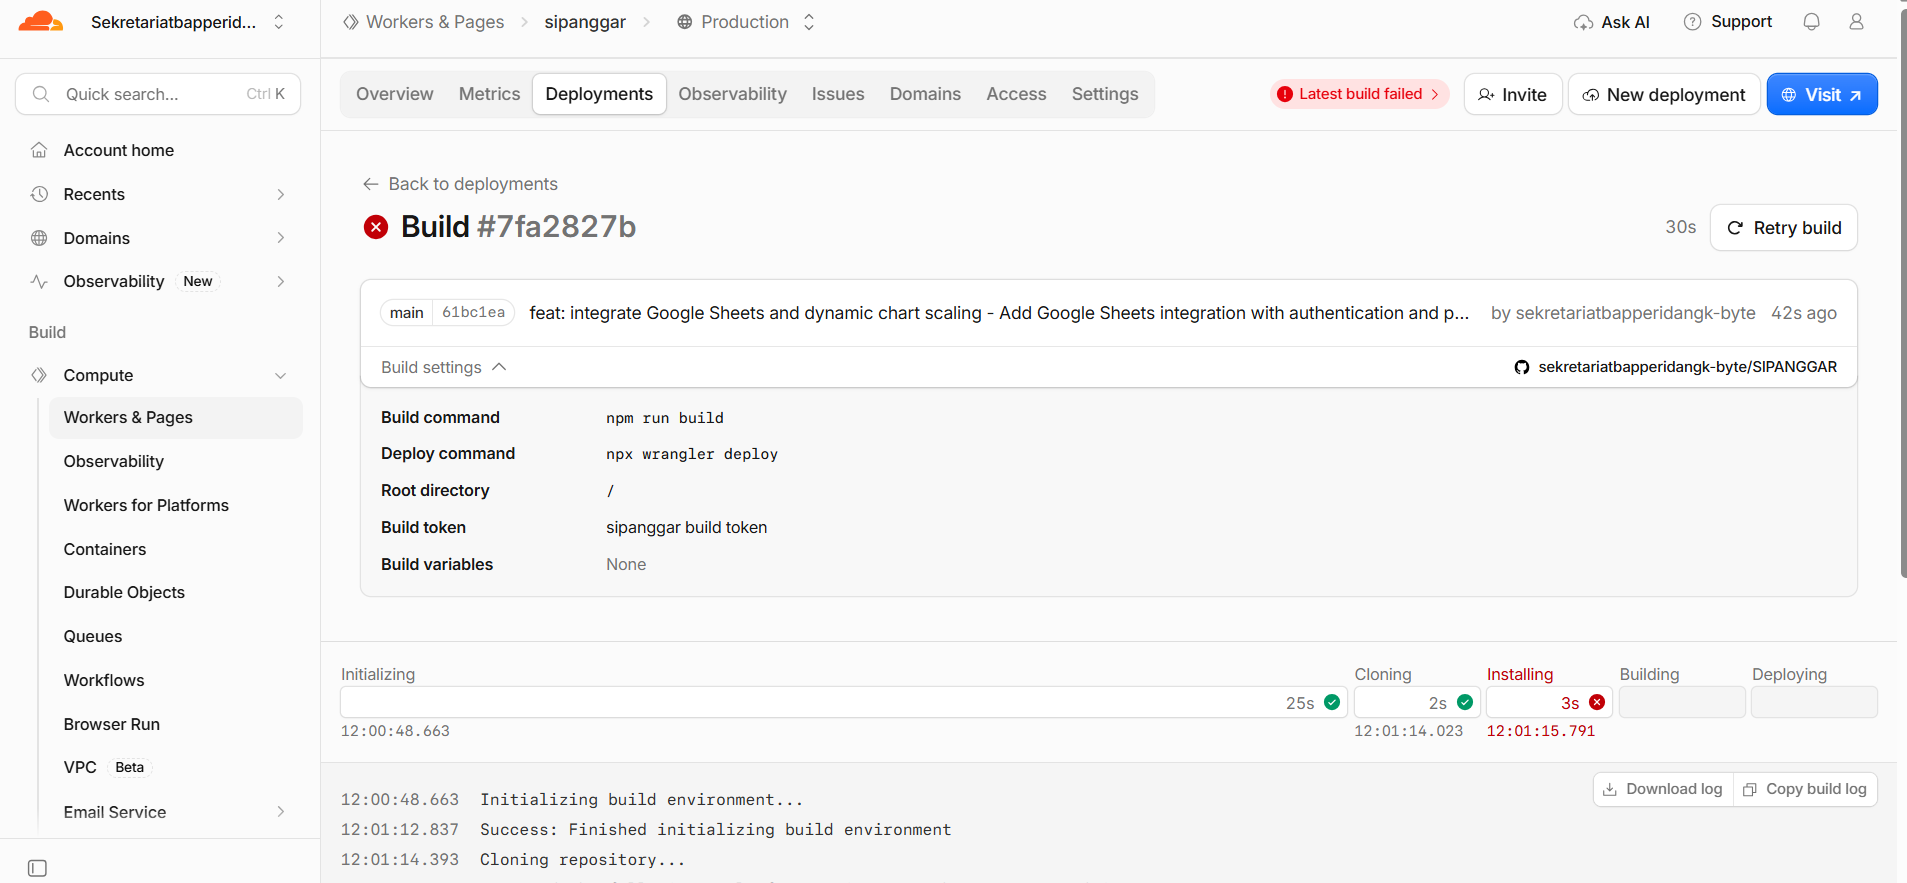 Sekretariatbapperid...
Workers & Pages
sipanggar
Production
Ask AI
Support
Quick search...
Ctrl K
Overview
Metrics
Deployments
Observability
Issues
Domains
Access
Settings
Latest build failed
Invite
New deployment
Visit
Account home
Recents
Domains
Observability
New
Build
Compute
Workers & Pages
Observability
Workers for Platforms
Containers
Durable Objects
Queues
Workflows
Browser Run
VPC
Beta
Email Service
Back to deployments
Build #7fa2827b
30s
Retry build
main
61bc1ea
feat: integrate Google Sheets and dynamic chart scaling - Add Google Sheets integration with authentication and p...
by sekretariatbapperidangk-byte
42s ago
Build settings
sekretariatbapperidangk-byte/SIPANGGAR
Build command
npm run build
Deploy command
npx wrangler deploy
Root directory
/
Build token
sipanggar build token
Build variables
None
Initializing
25s
12:00:48.663
Cloning
2s
12:01:14.023
Installing
3s
12:01:15.791
Building
Deploying
Download log
Copy build log
12:00:48.663 Initializing build environment...
12:01:12.837 Success: Finished initializing build environment
12:01:14.393 Cloning repository...